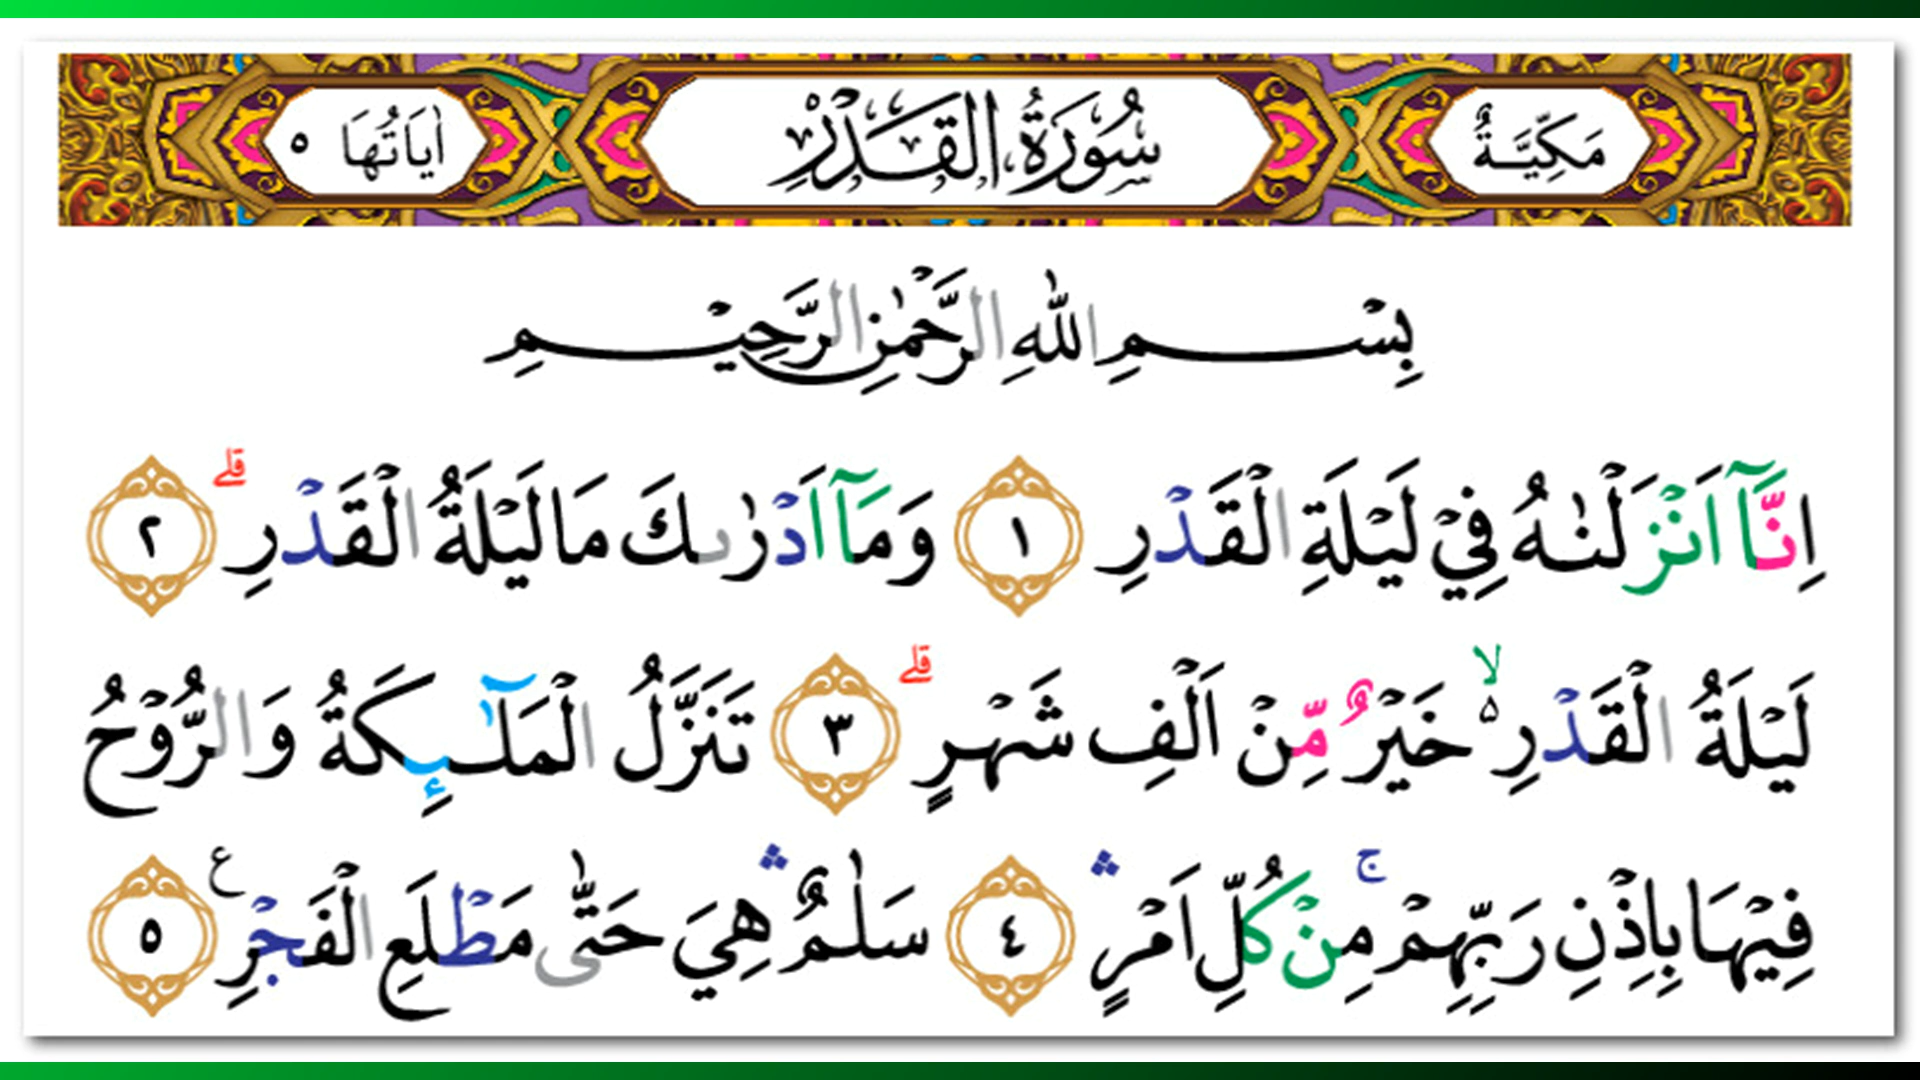 مَكِّيَّةٌ سُورَةُ الْقَدْرِ اٰيَاتُهَا ٥
بِسْمِ اللّٰهِ الرَّحْمٰنِ الرَّحِيْمِ
اِنَّآ اَنْزَلْنٰهُ فِيْ لَيْلَةِ الْقَدْرِ ١ وَمَآ اَدْرٰىكَ مَا لَيْلَةُ الْقَدْرِ ۗ ٢
لَيْلَةُ الْقَدْرِ ەۙ خَيْرٌ مِّنْ اَلْفِ شَهْرٍ ۗ ٣ تَنَزَّلُ الْمَلٰۤىِٕكَةُ وَالرُّوْحُ
فِيْهَا بِاِذْنِ رَبِّهِمْ ۚ مِنْ كُلِّ اَمْرٍ ۛ ٤ سَلٰمٌ ۛ هِيَ حَتّٰى مَطْلَعِ الْفَجْرِ ࣖ ٥